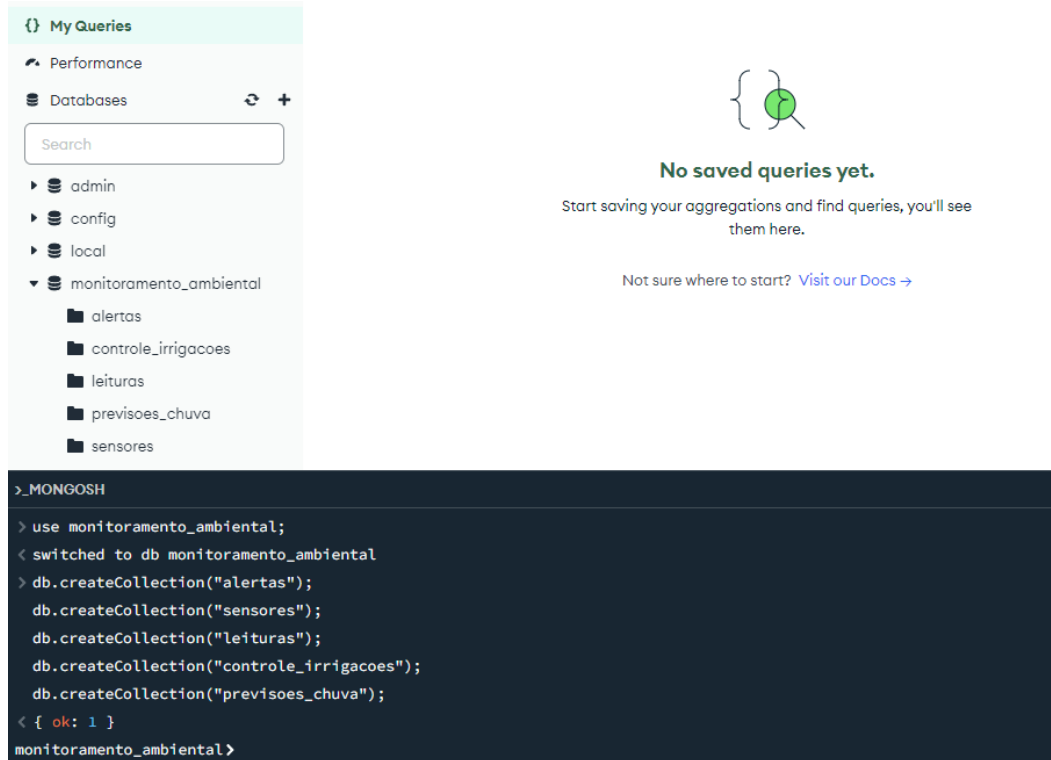 {} My Queries
Performance
Databases
Search
admin
config
local
monitoramento_ambiental
alertas
controle_irrigacoes
leituras
previsoes_chuva
sensores
No saved queries yet.
Start saving your aggregations and find queries, you'll see
them here.
Not sure where to start? Visit our Docs →
>_MONGOSH
> use monitoramento_ambiental;
< switched to db monitoramento_ambiental
> db.createCollection("alertas");
db.createCollection("sensores");
db.createCollection("leituras");
db.createCollection("controle_irrigacoes");
db.createCollection("previsoes_chuva");
< { ok: 1 }
monitoramento_ambiental>